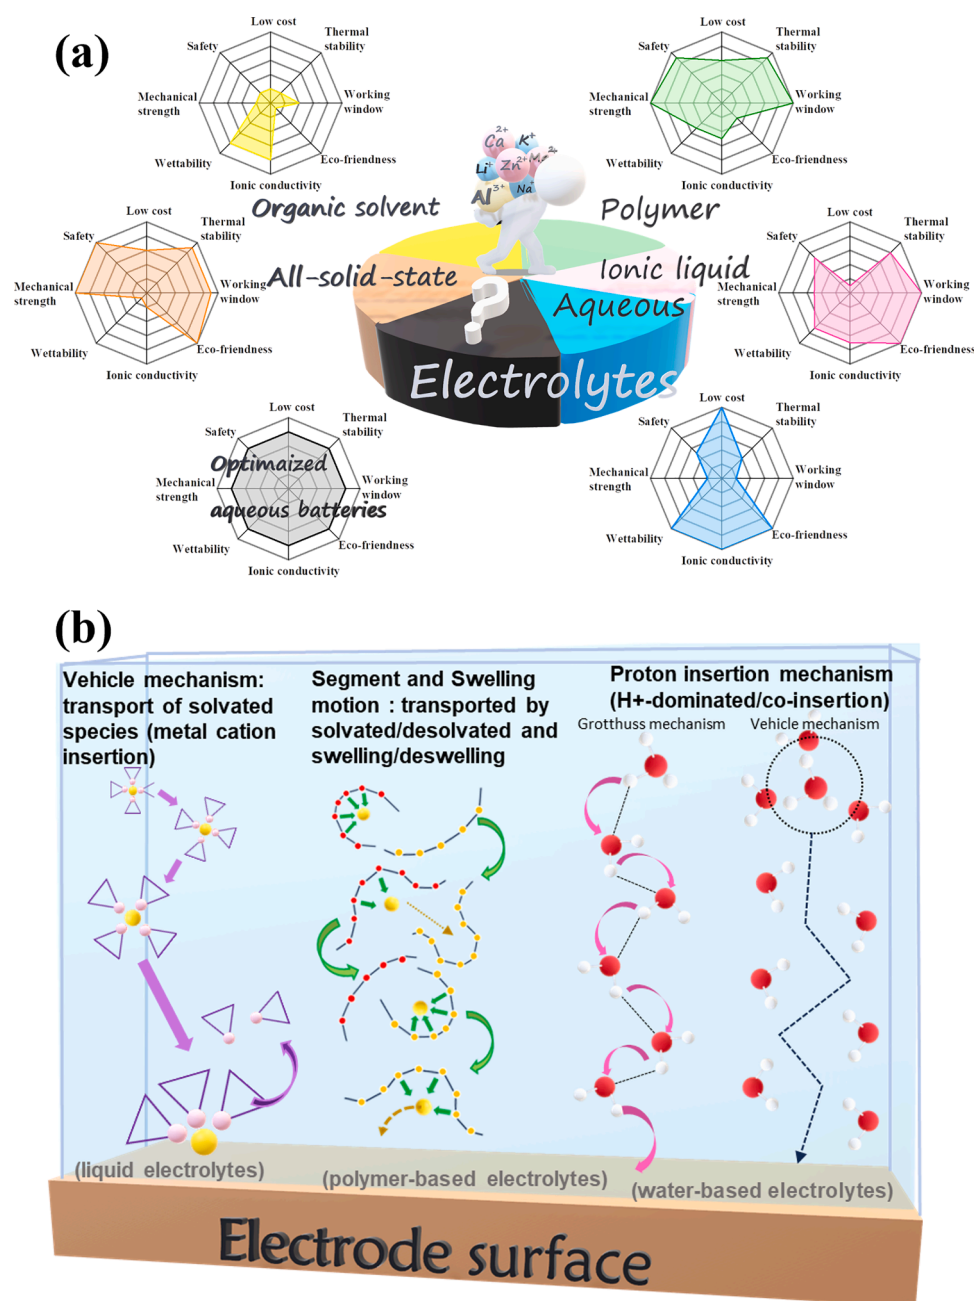 (a)
Low cost
Thermal
stability
Working
window
Eco-friendness
Ionic conductivity
Wettability
Mechanical
strength
Safety
Low cost
Thermal
stability
Working
window
Eco-friendness
Ionic conductivity
Wettability
Mechanical
strength
Safety
Ca2+
K+
Li+
Zn2+
Al3+
Na+
Organic solvent
Polymer
Low cost
Thermal
stability
Working
window
Eco-friendness
Ionic conductivity
Wettability
Mechanical
strength
Safety
All-solid-state
Ionic liquid
Aqueous
?
Electrolytes
Low cost
Thermal
stability
Working
window
Eco-friendness
Ionic conductivity
Wettability
Mechanical
strength
Safety
Low cost
Thermal
stability
Working
window
Eco-friendness
Ionic conductivity
Wettability
Mechanical
strength
Safety
Optimaized
aqueous batteries
Low cost
Thermal
stability
Working
window
Eco-friendness
Ionic conductivity
Wettability
Mechanical
strength
Safety
(b)
Vehicle mechanism:
transport of solvated
species (metal cation
insertion)
Segment and Swelling
motion : transported by
solvated/desolvated and
swelling/deswelling
Proton insertion mechanism
(H+-dominated/co-insertion)
Grotthuss mechanism
Vehicle mechanism
(liquid electrolytes)
(polymer-based electrolytes)
(water-based electrolytes)
Electrode surface